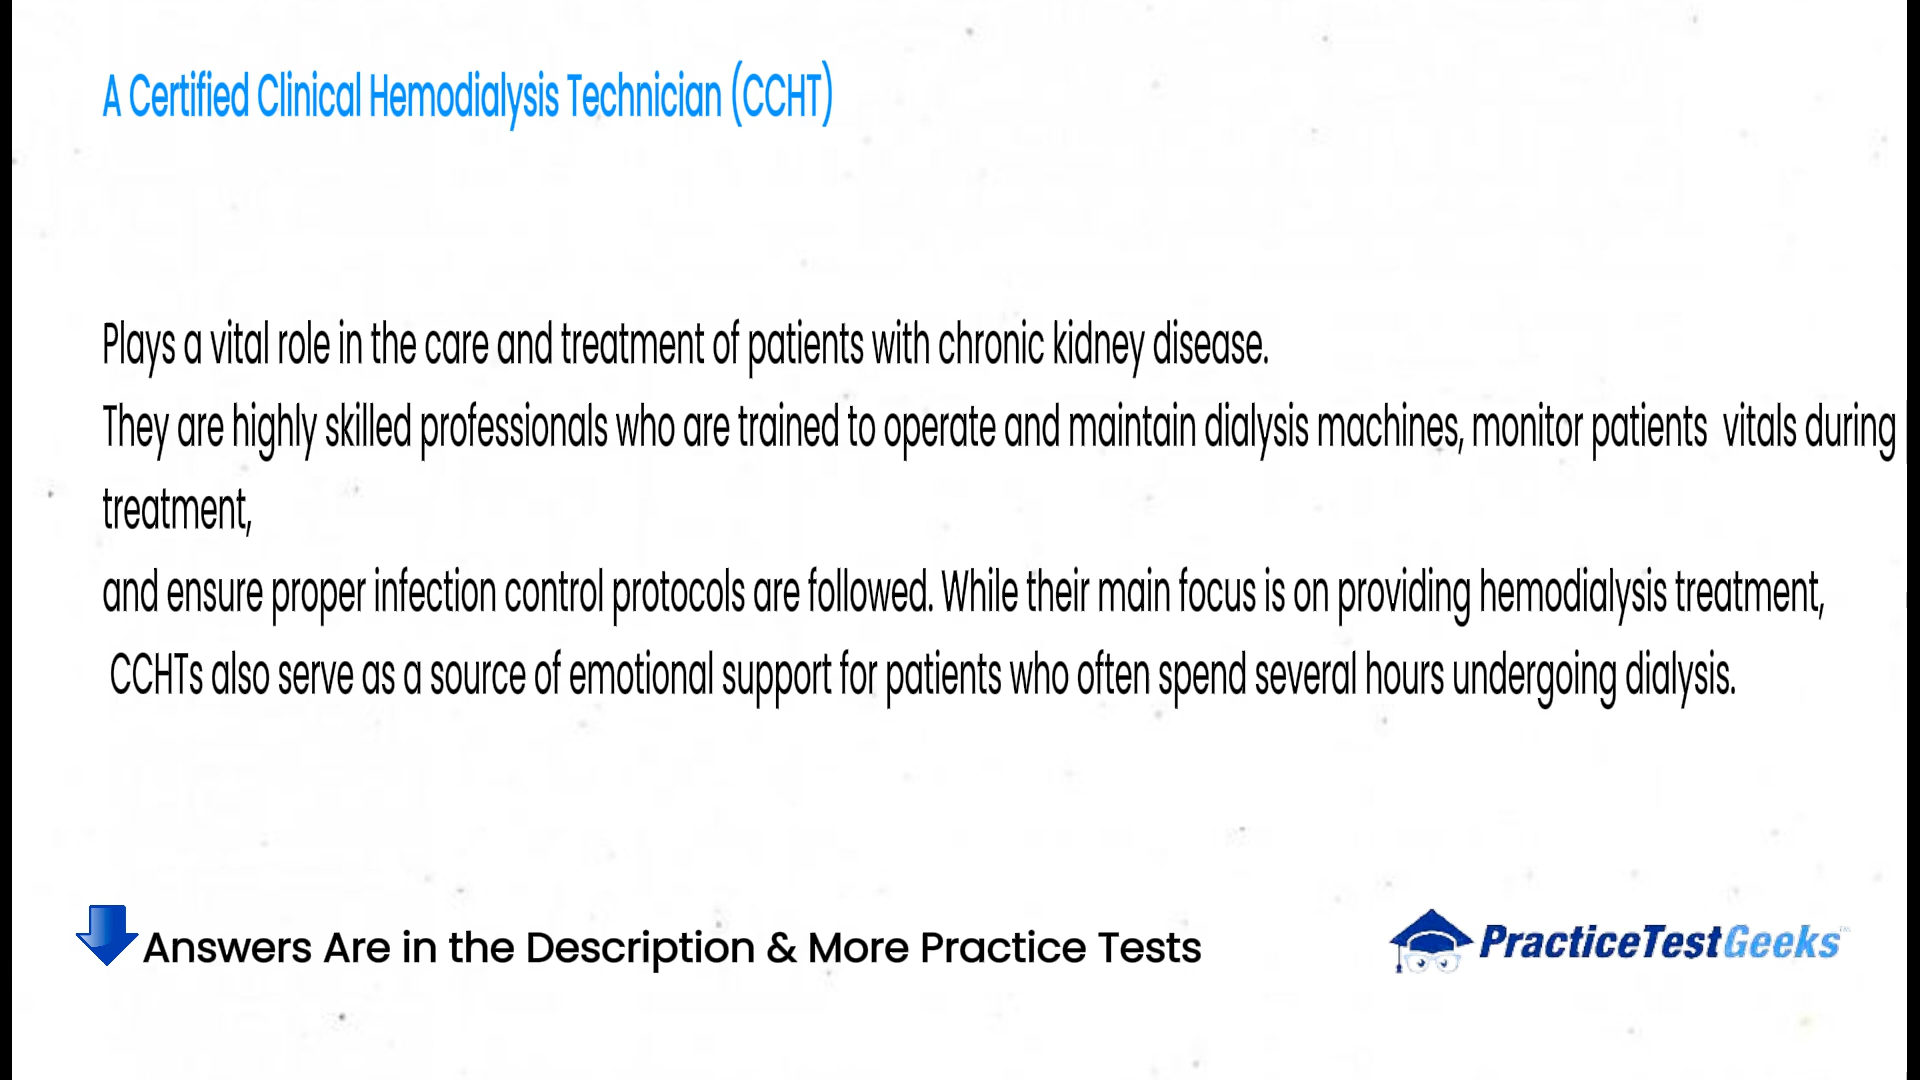 A Certified Clinical Hemodialysis Technician (CCHT)
Plays a vital role in the care and treatment of patients with chronic kidney disease.
They are highly skilled professionals who are trained to operate and maintain dialysis machines, monitor patients  vitals during
treatment,
and ensure proper infection control protocols are followed. While their main focus is on providing hemodialysis treatment,
CCHTs also serve as a source of emotional support for patients who often spend several hours undergoing dialysis.
Answers Are in the Description & More Practice Tests
PracticeTestGeeks